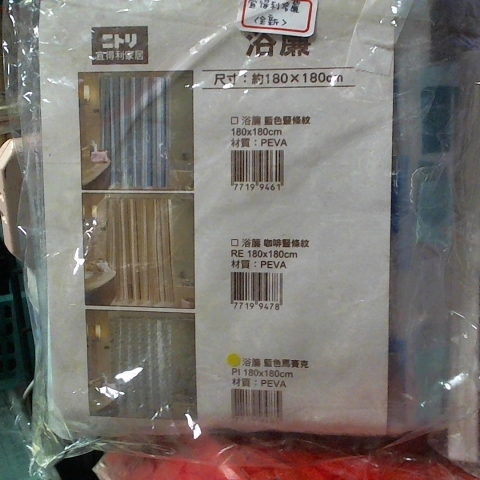 宜得利浴簾
(全新)
ニトリ
宜得利家居
浴簾
尺寸：約180×180cm
浴簾 藍色豎條紋
180x180cm
材質：PEVA
7719 9461
浴簾 咖啡豎條紋
RE 180x180cm
材質：PEVA
7719 9478
浴簾 藍色馬賽克
PI 180x180cm
材質：PEVA